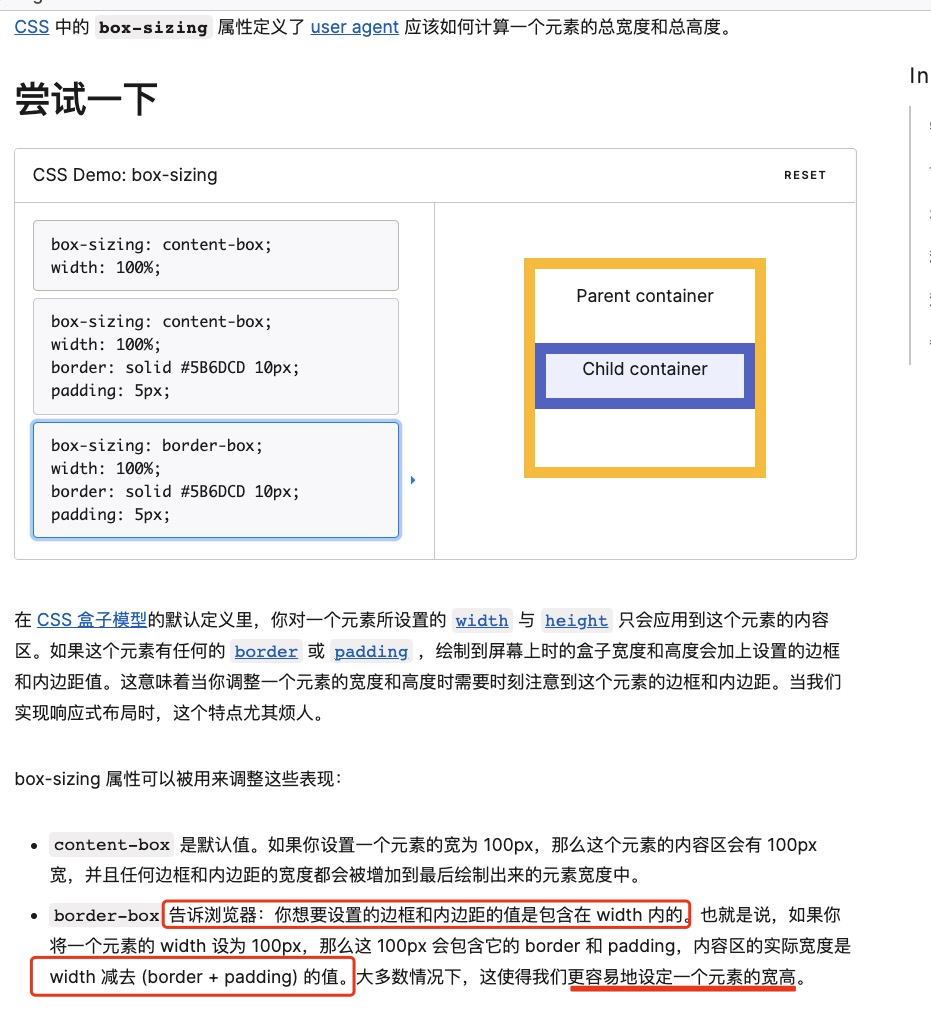 CSS 中的 box-sizing 属性定义了 user agent 应该如何计算一个元素的总宽度和总高度。
In
尝试一下
CSS Demo: box-sizing
RESET
box-sizing: content-box;
width: 100%;
box-sizing: content-box;
width: 100%;
border: solid #5B6DCD 10px;
padding: 5px;
box-sizing: border-box;
width: 100%;
border: solid #5B6DCD 10px;
padding: 5px;
Parent container
Child container
在 CSS 盒子模型的默认定义里，你对一个元素所设置的 width 与 height 只会应用到这个元素的内容
区。如果这个元素有任何的 border 或 padding ，绘制到屏幕上时的盒子宽度和高度会加上设置的边框
和内边距值。这意味着当你调整一个元素的宽度和高度时需要时刻注意到这个元素的边框和内边距。当我们
实现响应式布局时，这个特点尤其烦人。
box-sizing 属性可以被用来调整这些表现：
• content-box 是默认值。如果你设置一个元素的宽为 100px，那么这个元素的内容区会有 100px
宽，并且任何边框和内边距的宽度都会被增加到最后绘制出来的元素宽度中。
• border-box 告诉浏览器：你想要设置的边框和内边距的值是包含在 width 内的。也就是说，如果你
将一个元素的 width 设为 100px，那么这 100px 会包含它的 border 和 padding，内容区的实际宽度是
width 减去 (border + padding) 的值。大多数情况下，这使得我们更容易地设定一个元素的宽高。